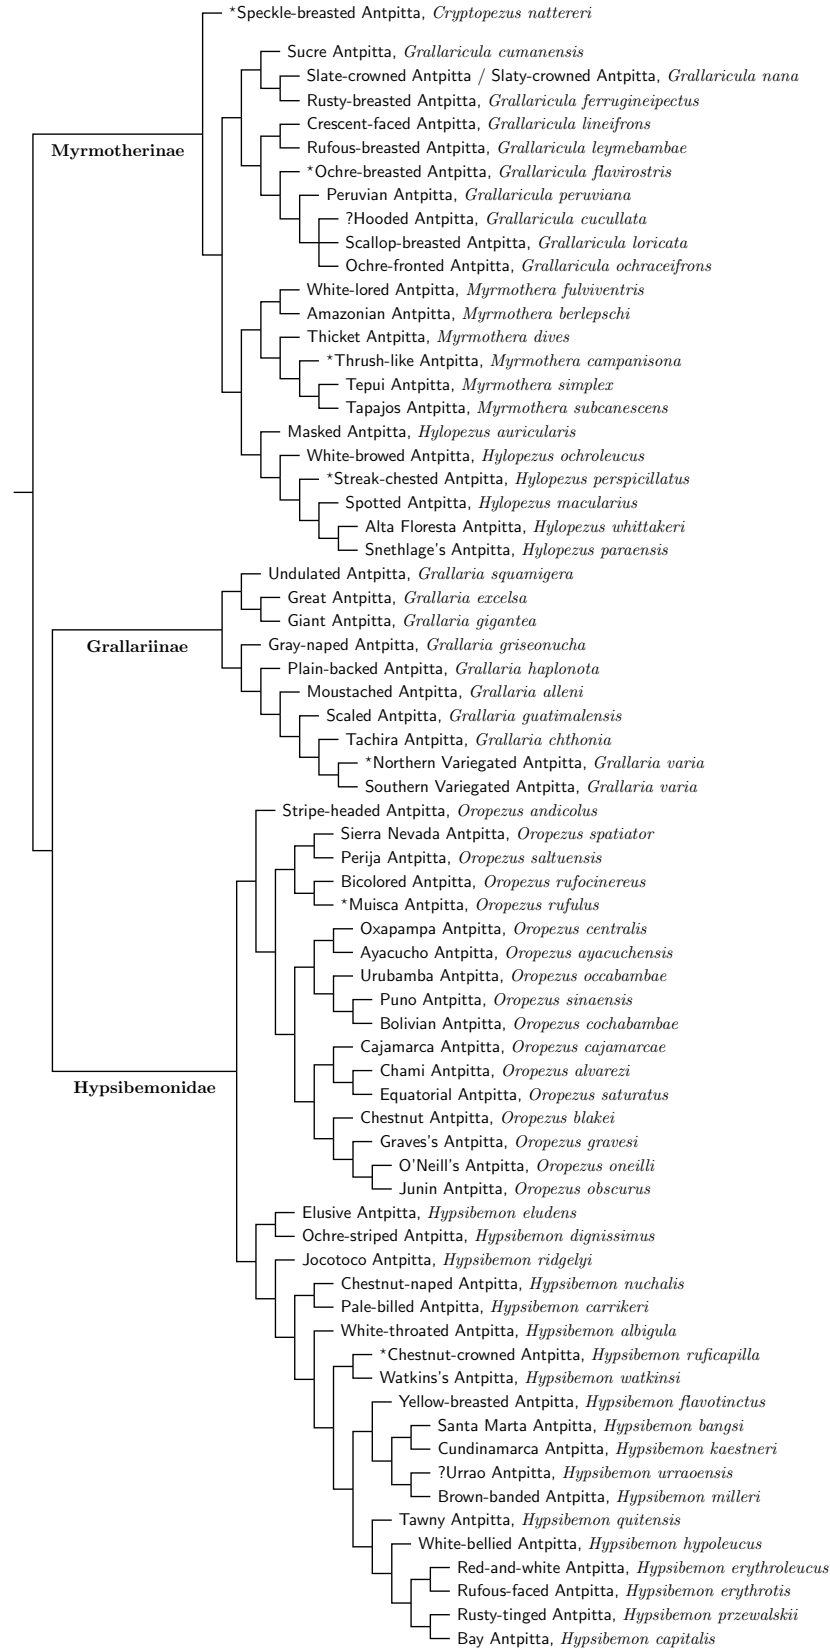 *Speckle-breasted Antpitta, Cryptopezus nattereri
Sucre Antpitta, Grallaricula cumanensis
Slate-crowned Antpitta / Slaty-crowned Antpitta, Grallaricula nana
Rusty-breasted Antpitta, Grallaricula ferrugineipectus
Crescent-faced Antpitta, Grallaricula lineifrons
Myrmotherinae
Rufous-breasted Antpitta, Grallaricula leymebambae
*Ochre-breasted Antpitta, Grallaricula flavirostris
Peruvian Antpitta, Grallaricula peruviana
?Hooded Antpitta, Grallaricula cucullata
Scallop-breasted Antpitta, Grallaricula loricata
Ochre-fronted Antpitta, Grallaricula ochraceifrons
White-lored Antpitta, Myrmothera fulviventris
Amazonian Antpitta, Myrmothera berlepschi
Thicket Antpitta, Myrmothera dives
*Thrush-like Antpitta, Myrmothera campanisona
Tepui Antpitta, Myrmothera simplex
Tapajos Antpitta, Myrmothera subcanescens
Masked Antpitta, Hylopezus auricularis
White-browed Antpitta, Hylopezus ochroleucus
*Streak-chested Antpitta, Hylopezus perspicillatus
Spotted Antpitta, Hylopezus macularius
Alta Floresta Antpitta, Hylopezus whittakeri
Snethlage's Antpitta, Hylopezus paraensis
Undulated Antpitta, Grallaria squamigera
Great Antpitta, Grallaria excelsa
Giant Antpitta, Grallaria gigantea
Grallariinae
Gray-naped Antpitta, Grallaria griseonucha
Plain-backed Antpitta, Grallaria haplonota
Moustached Antpitta, Grallaria alleni
Scaled Antpitta, Grallaria guatimalensis
Tachira Antpitta, Grallaria chthonia
*Northern Variegated Antpitta, Grallaria varia
Southern Variegated Antpitta, Grallaria varia
Stripe-headed Antpitta, Oropezus andicolus
Sierra Nevada Antpitta, Oropezus spatiator
Perija Antpitta, Oropezus saltuensis
Bicolored Antpitta, Oropezus rufocinereus
*Muisca Antpitta, Oropezus rufulus
Oxapampa Antpitta, Oropezus centralis
Ayacucho Antpitta, Oropezus ayacuchensis
Urubamba Antpitta, Oropezus occabambae
Puno Antpitta, Oropezus sinaensis
Bolivian Antpitta, Oropezus cochabambae
Cajamarca Antpitta, Oropezus cajamarcae
Chami Antpitta, Oropezus alvarezi
Hypsibemonidae
Equatorial Antpitta, Oropezus saturatus
Chestnut Antpitta, Oropezus blakei
Graves's Antpitta, Oropezus gravesi
O'Neill's Antpitta, Oropezus oneilli
Junin Antpitta, Oropezus obscurus
Elusive Antpitta, Hypsibemon eludens
Ochre-striped Antpitta, Hypsibemon dignissimus
Jocotoco Antpitta, Hypsibemon ridgelyi
Chestnut-naped Antpitta, Hypsibemon nuchalis
Pale-billed Antpitta, Hypsibemon carrikeri
White-throated Antpitta, Hypsibemon albigula
*Chestnut-crowned Antpitta, Hypsibemon ruficapilla
Watkins's Antpitta, Hypsibemon watkinsi
Yellow-breasted Antpitta, Hypsibemon flavotinctus
Santa Marta Antpitta, Hypsibemon bangsi
Cundinamarca Antpitta, Hypsibemon kaestneri
?Urrao Antpitta, Hypsibemon urraoensis
Brown-banded Antpitta, Hypsibemon milleri
Tawny Antpitta, Hypsibemon quitensis
White-bellied Antpitta, Hypsibemon hypoleucus
Red-and-white Antpitta, Hypsibemon erythroleucus
Rufous-faced Antpitta, Hypsibemon erythrotis
Rusty-tinged Antpitta, Hypsibemon przewalskii
Bay Antpitta, Hypsibemon capitalis